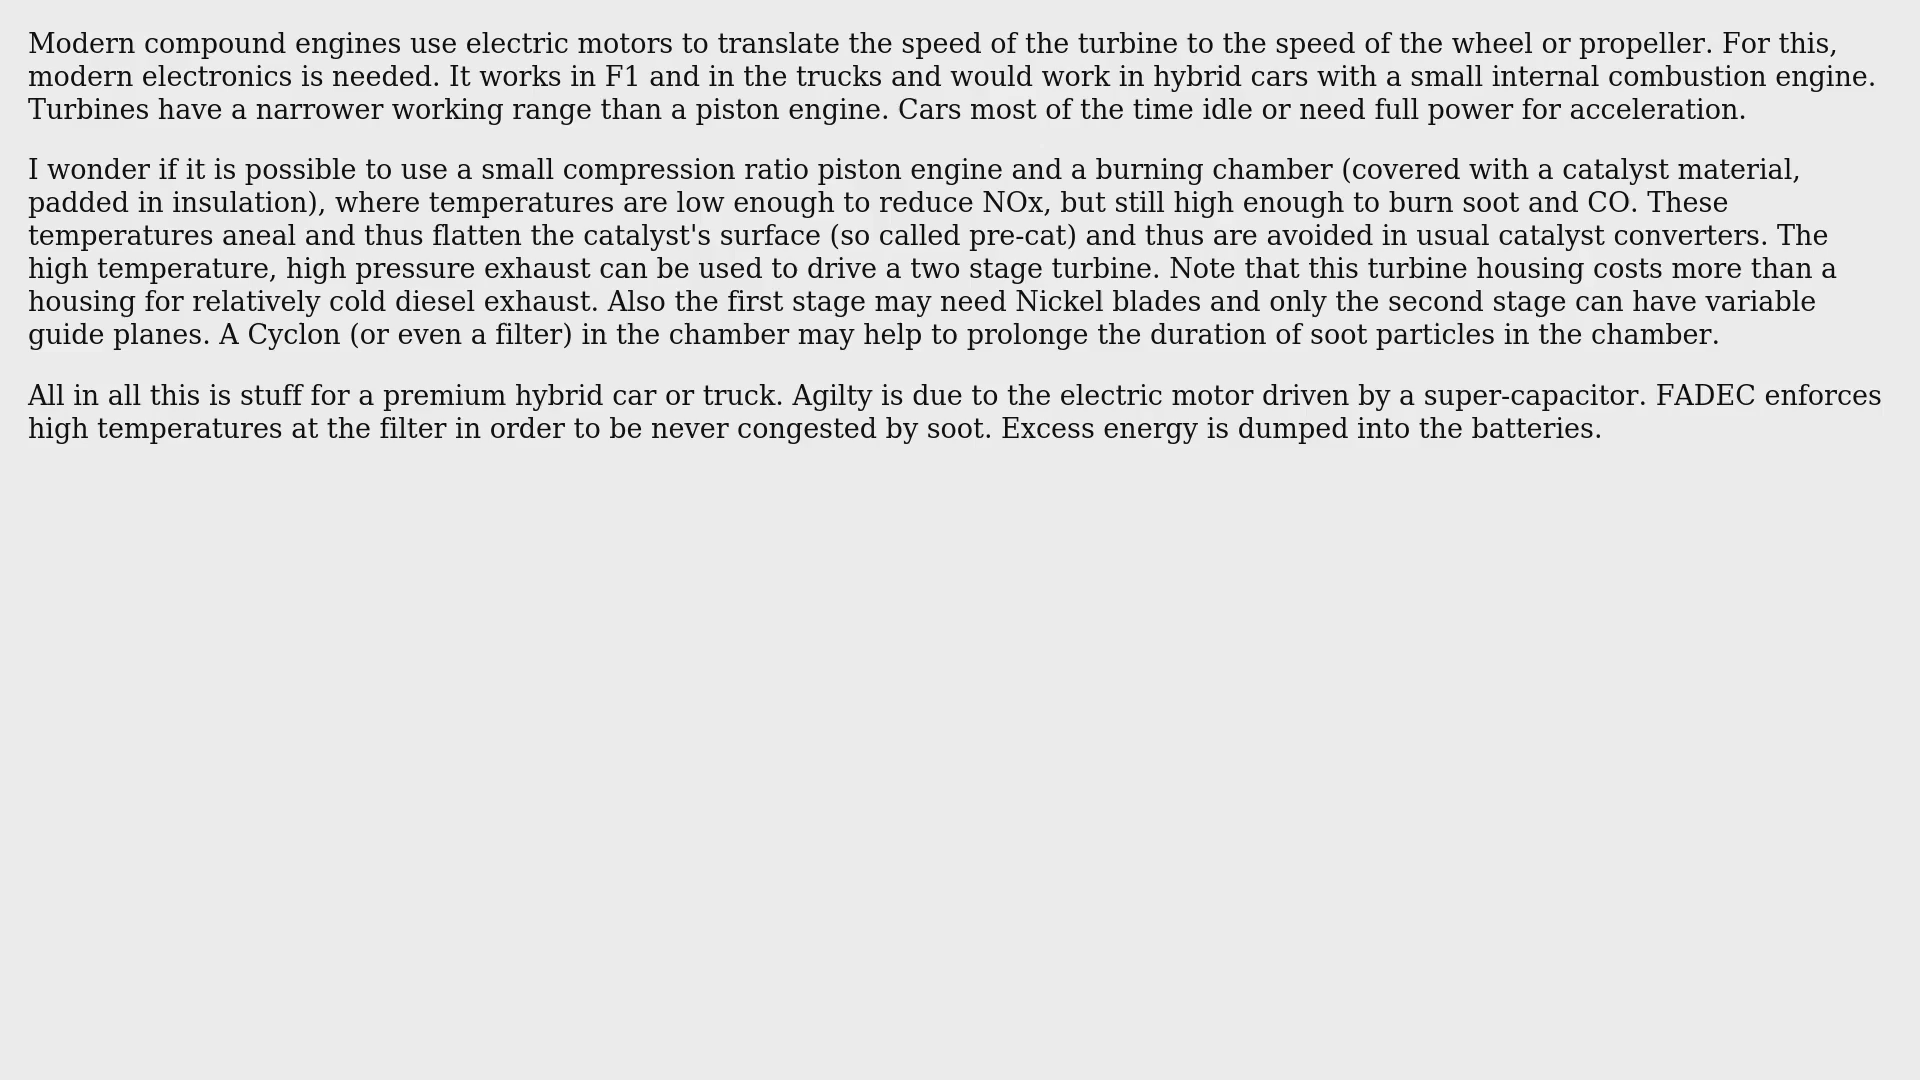 Modern compound engines use electric motors to translate the speed of the turbine to the speed of the wheel or propeller. For this,
modern electronics is needed. It works in F1 and in the trucks and would work in hybrid cars with a small internal combustion engine.
Turbines have a narrower working range than a piston engine. Cars most of the time idle or need full power for acceleration.
I wonder if it is possible to use a small compression ratio piston engine and a burning chamber (covered with a catalyst material,
padded in insulation), where temperatures are low enough to reduce NOx, but still high enough to burn soot and CO. These
temperatures aneal and thus flatten the catalyst's surface (so called pre-cat) and thus are avoided in usual catalyst converters. The
high temperature, high pressure exhaust can be used to drive a two stage turbine. Note that this turbine housing costs more than a
housing for relatively cold diesel exhaust. Also the first stage may need Nickel blades and only the second stage can have variable
guide planes. A Cyclon (or even a filter) in the chamber may help to prolonge the duration of soot particles in the chamber.
All in all this is stuff for a premium hybrid car or truck. Agilty is due to the electric motor driven by a super-capacitor. FADEC enforces
high temperatures at the filter in order to be never congested by soot. Excess energy is dumped into the batteries.